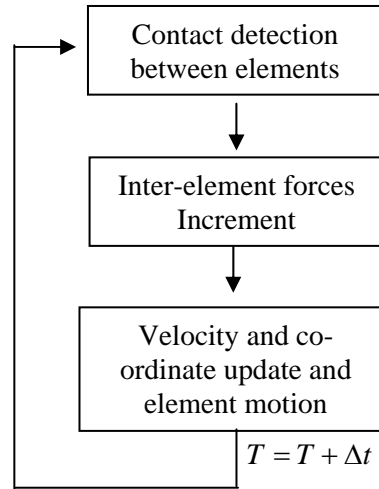 Contact detection
between elements
Inter-element forces
Increment
Velocity and co-
ordinate update and
element motion
T = T + Δt